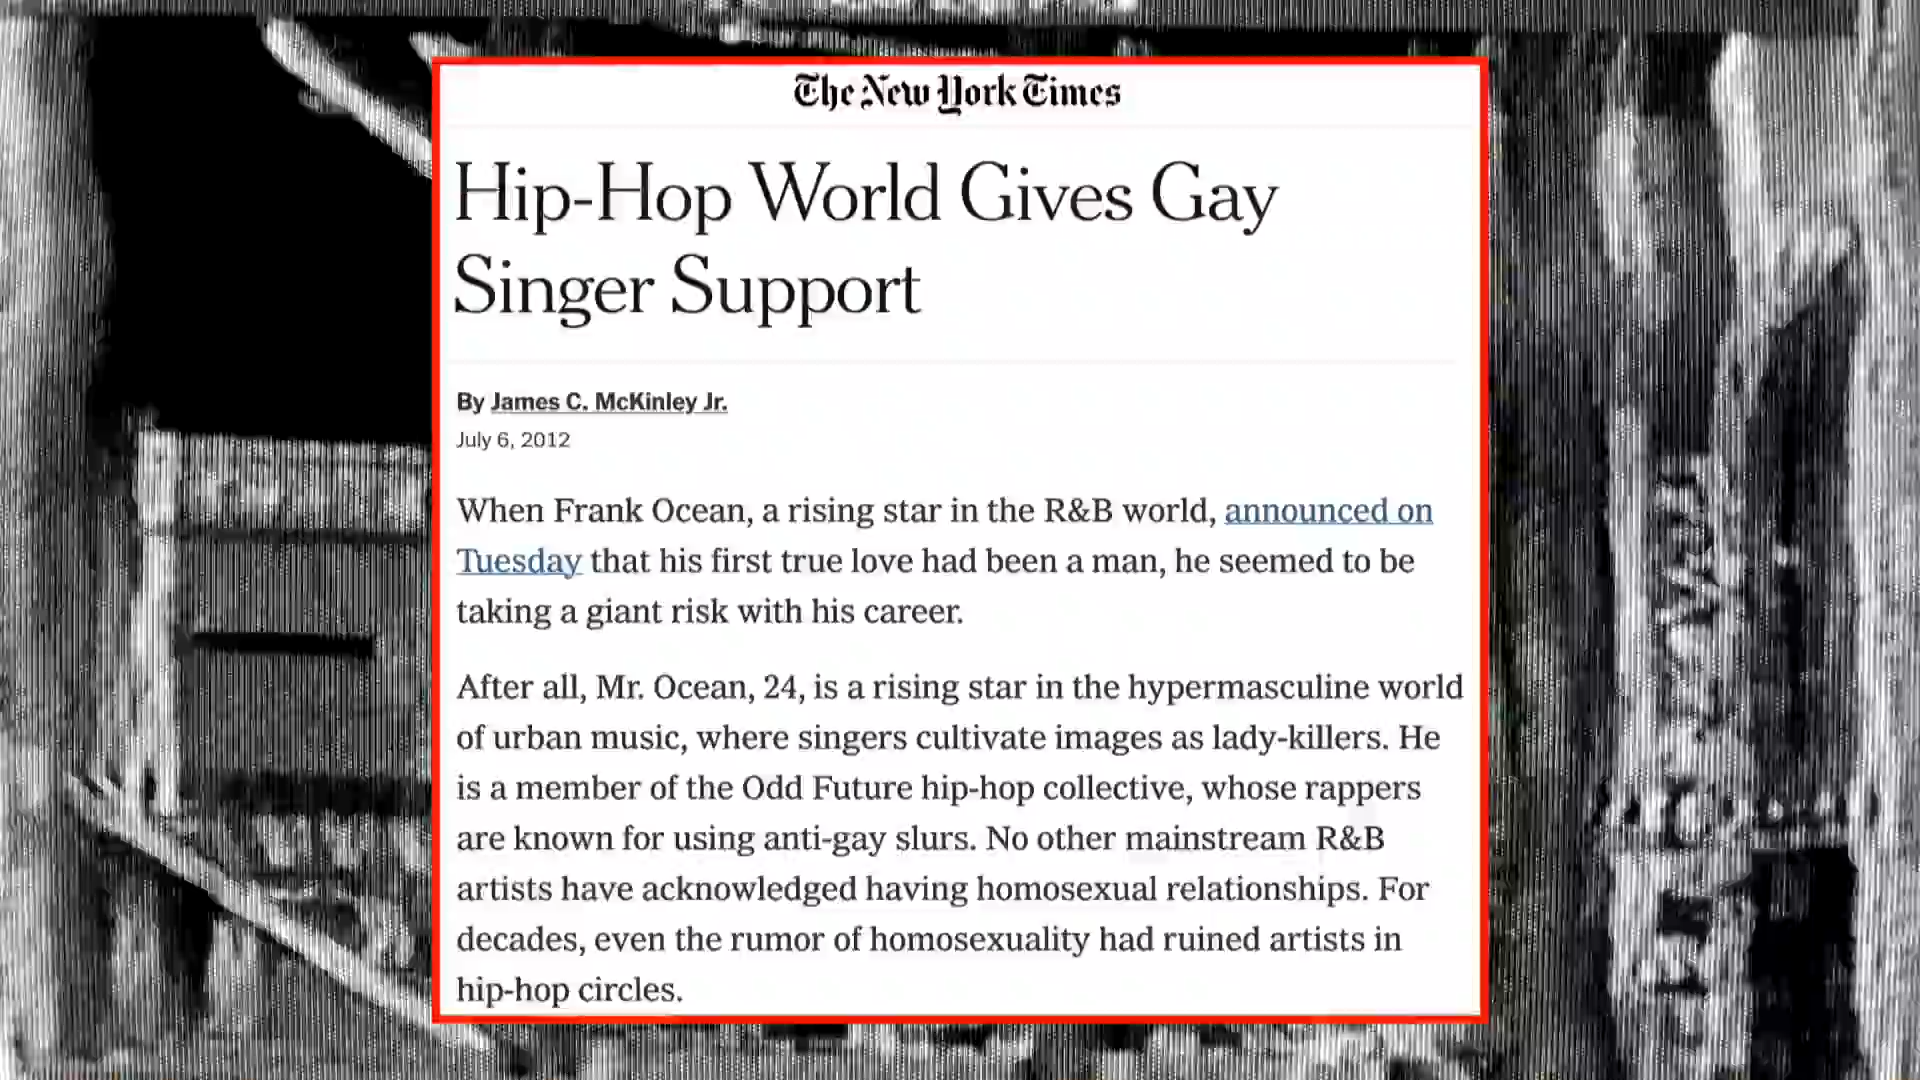 The New York Times
Hip-Hop World Gives Gay
Singer Support
By James C. McKinley Jr.
July 6, 2012
When Frank Ocean, a rising star in the R&B world, announced on
Tuesday that his first true love had been a man, he seemed to be
taking a giant risk with his career.
After all, Mr. Ocean, 24, is a rising star in the hypermasculine world
of urban music, where singers cultivate images as lady-killers. He
is a member of the Odd Future hip-hop collective, whose rappers
are known for using anti-gay slurs. No other mainstream R&B
artists have acknowledged having homosexual relationships. For
decades, even the rumor of homosexuality had ruined artists in
hip-hop circles.